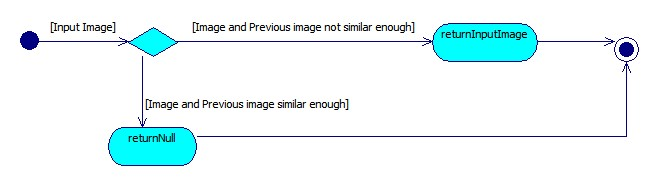 [Input Image]
[Image and Previous image not similar enough]
returnInputImage
[Image and Previous image similar enough]
returnNull